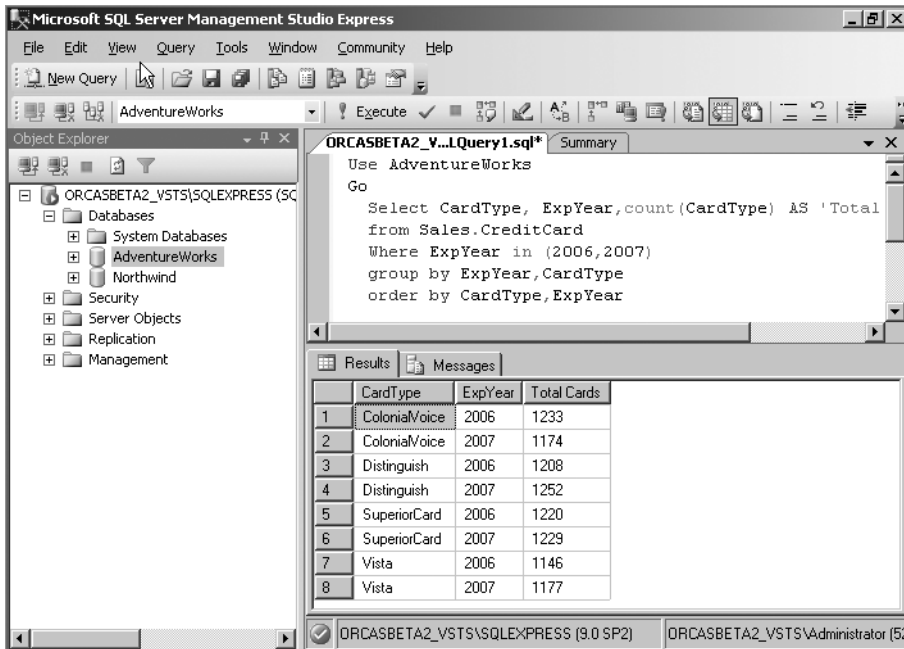 Microsoft SQL Server Management Studio Express
File Edit View Query Tools Window Community Help
New Query
AdventureWorks Execute
Object Explorer
ORCASBETA2_VSTS\SQLEXPRESS (SQ
Databases
System Databases
AdventureWorks
Northwind
Security
Server Objects
Replication
Management
ORCASBETA2_V...LQuery1.sql* Summary
Use AdventureWorks
Go
Select CardType, ExpYear,count(CardType) AS 'Total
from Sales.CreditCard
Where ExpYear in (2006,2007)
group by ExpYear,CardType
order by CardType,ExpYear
Results Messages
CardType ExpYear Total Cards
1 ColonialVoice 2006 1233
2 ColonialVoice 2007 1174
3 Distinguish 2006 1208
4 Distinguish 2007 1252
5 SuperiorCard 2006 1220
6 SuperiorCard 2007 1229
7 Vista 2006 1146
8 Vista 2007 1177
ORCASBETA2_VSTS\SQLEXPRESS (9.0 SP2) ORCASBETA2_VSTS\Administrator (52